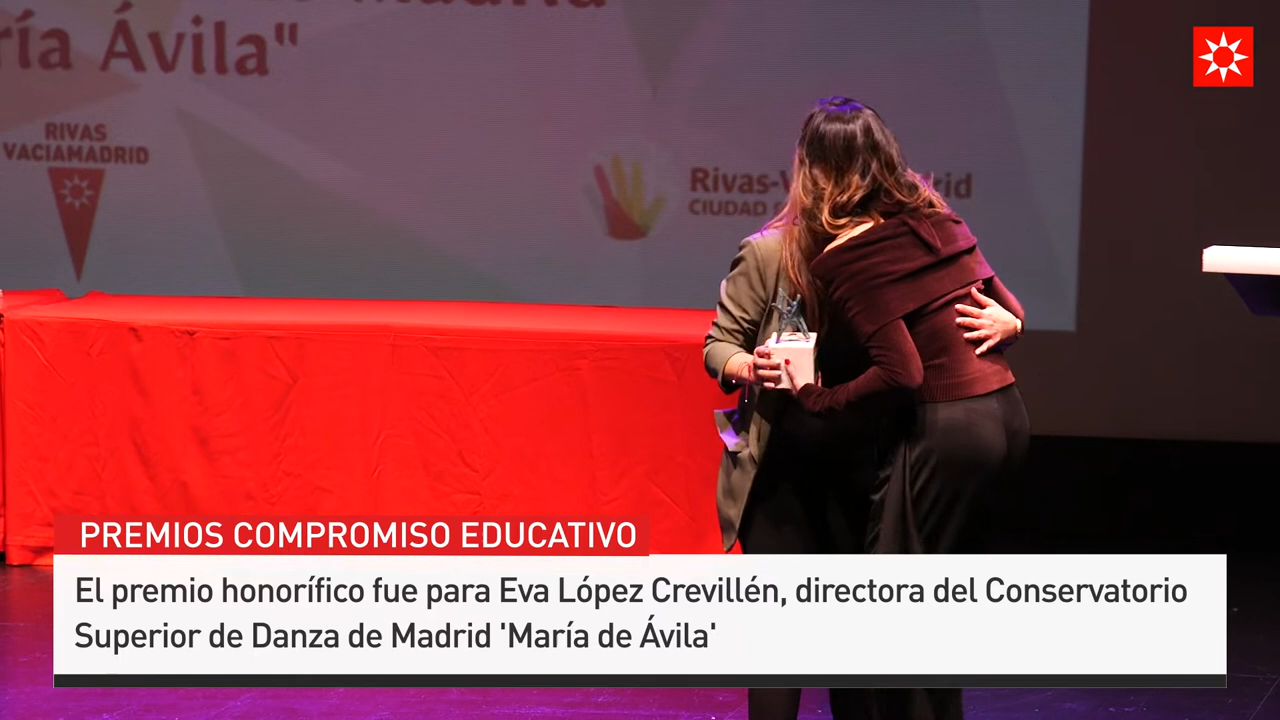 Madrid
ría Ávila"
RIVAS
VACIAMADRID
Rivas-
CIUDAD
PREMIOS COMPROMISO EDUCATIVO
El premio honorífico fue para Eva López Crevillén, directora del Conservatorio
Superior de Danza de Madrid 'María de Ávila'